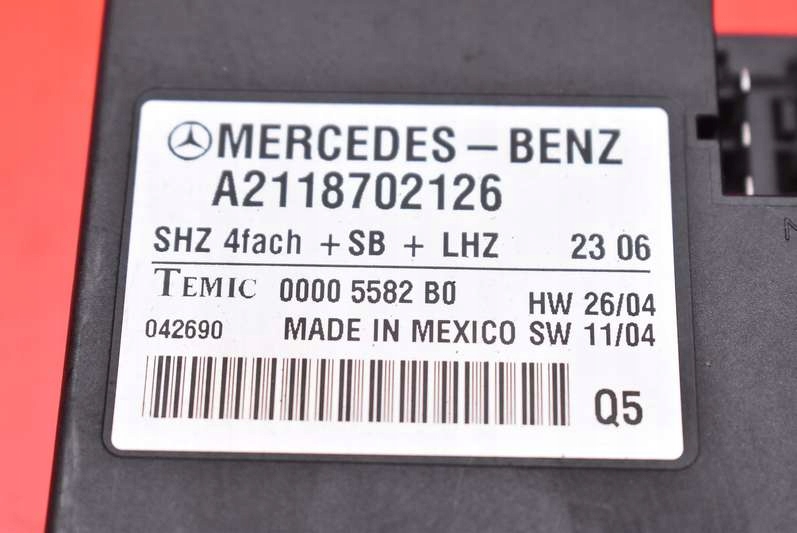 MERCEDES-BENZ
A2118702126
SHZ 4fach + SB + LHZ 23 06
TEMIC 0000 5582 B0 HW 26/04
042690 MADE IN MEXICO SW 11/04
Q5